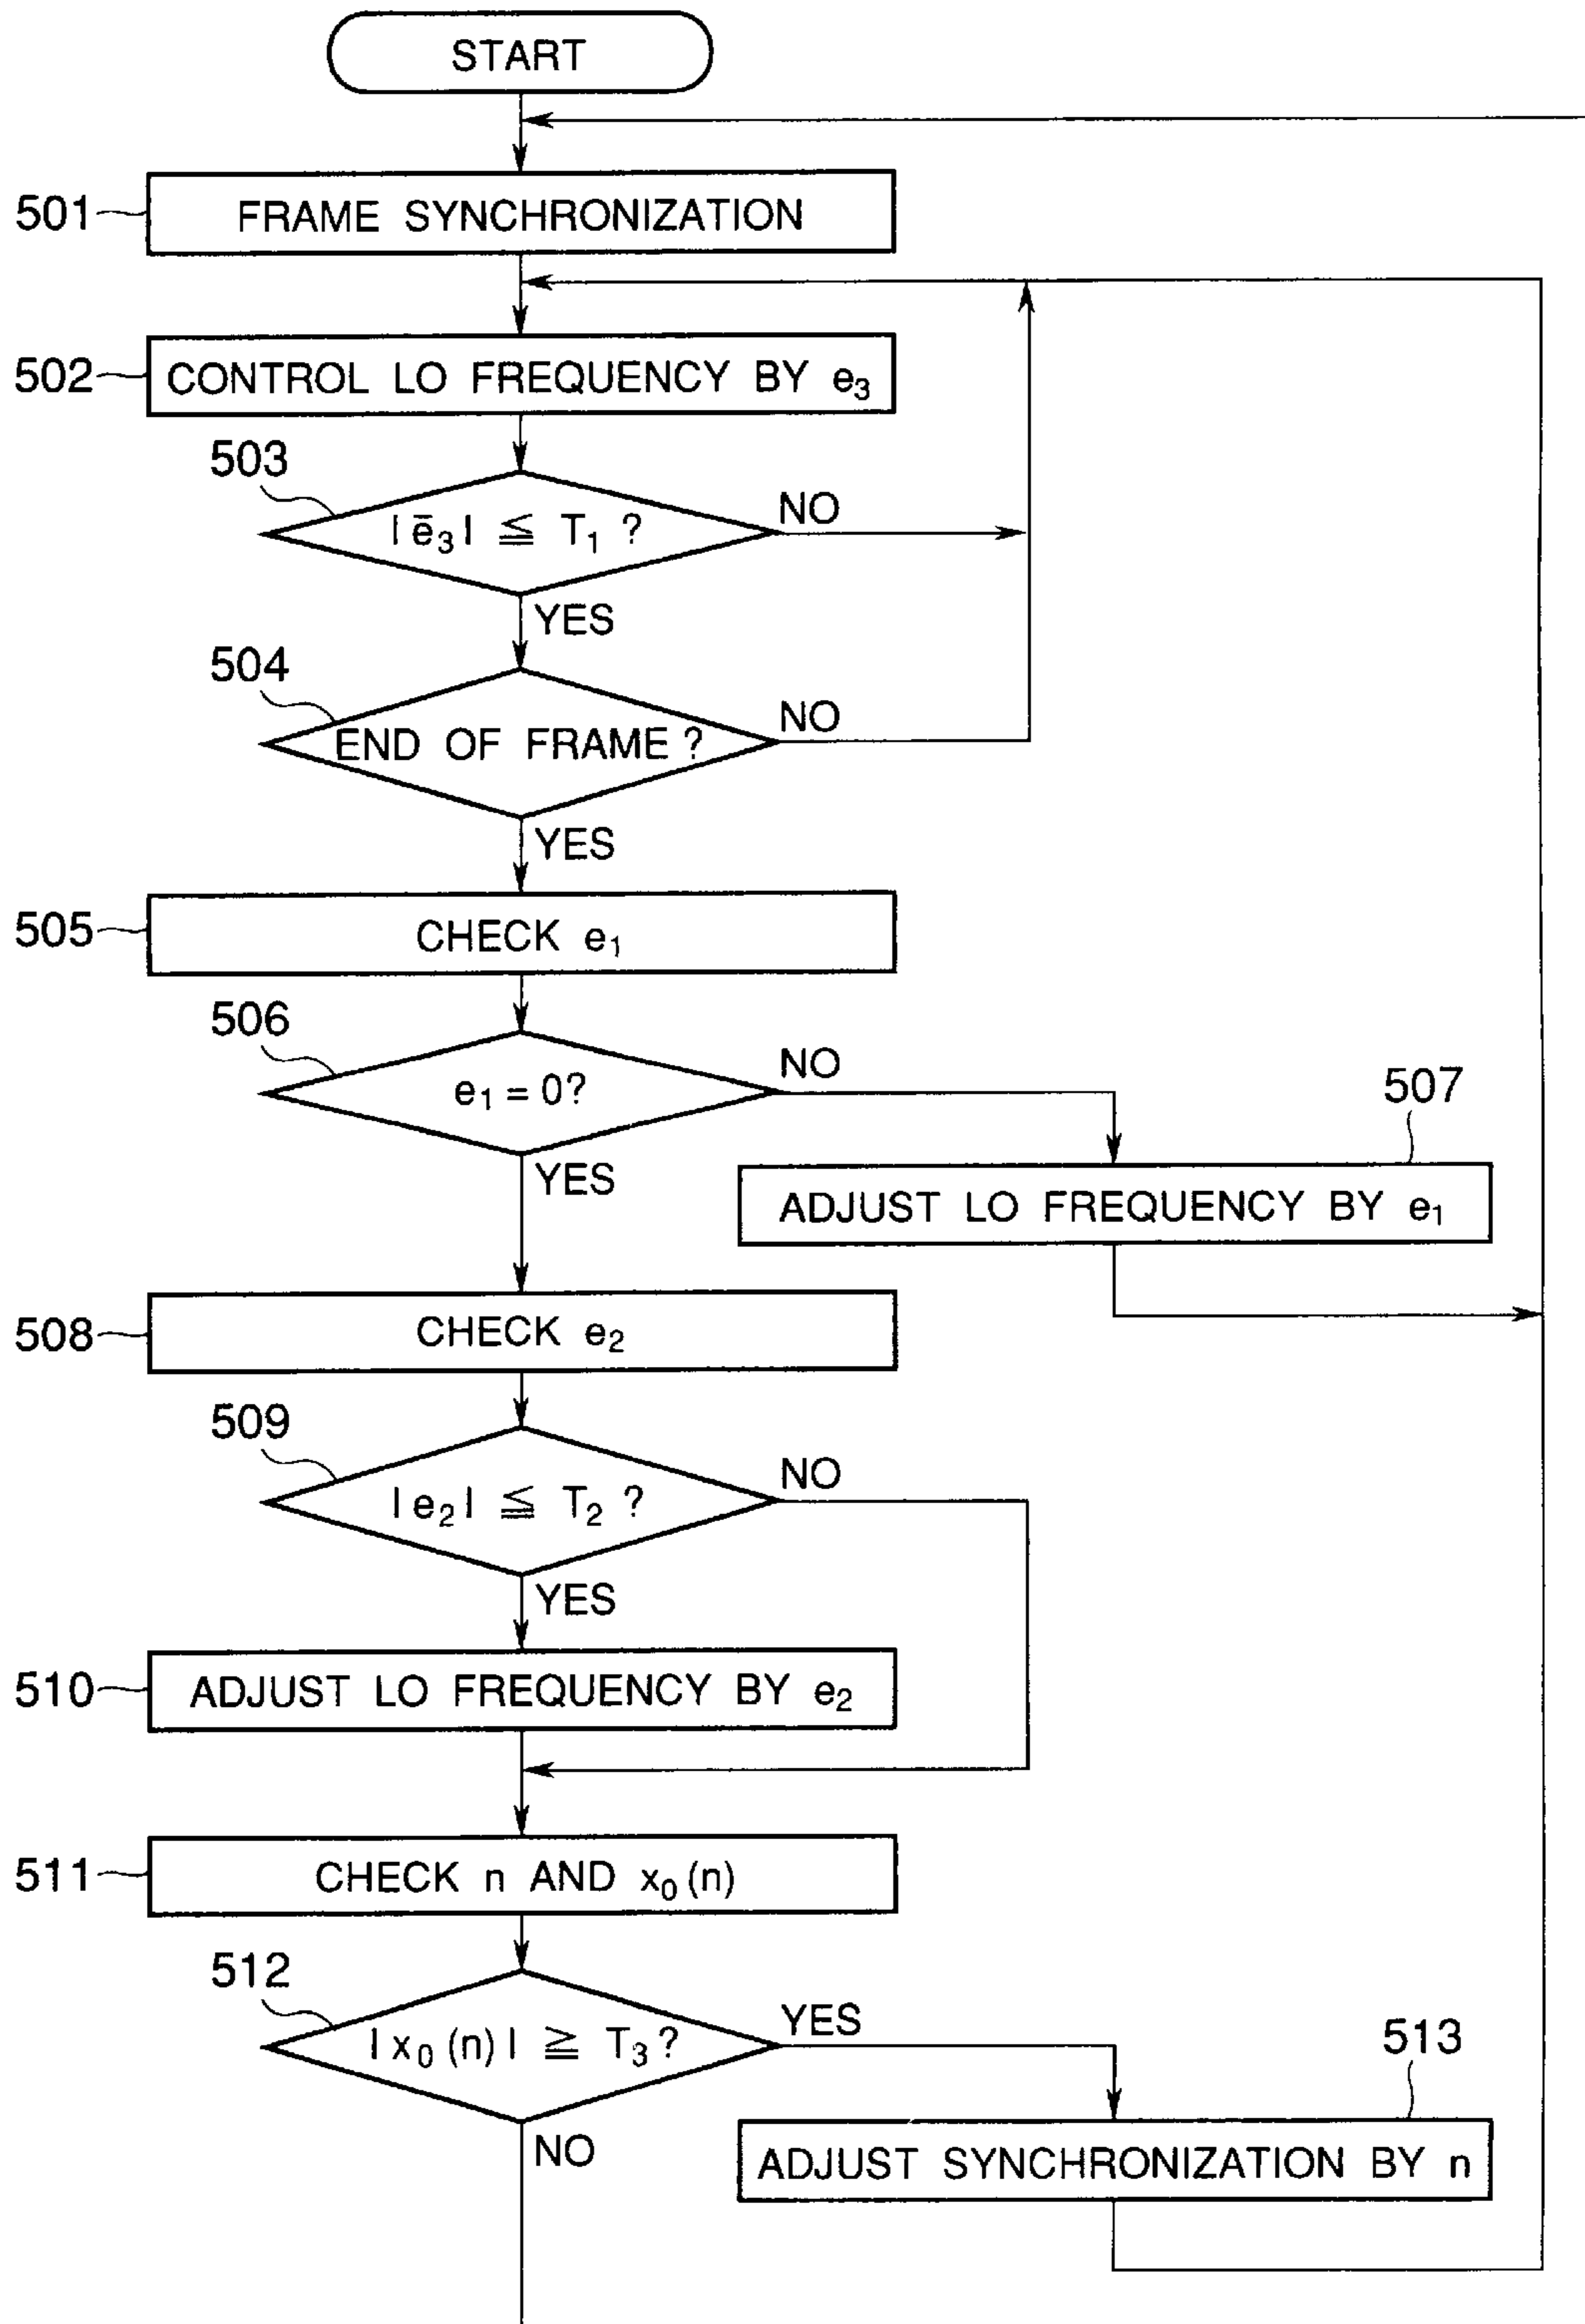 START
501
FRAME SYNCHRONIZATION
502
CONTROL LO FREQUENCY BY e₃
503
|e̅₃| ≦ T₁ ?
NO
YES
504
END OF FRAME ?
NO
YES
505
CHECK e₁
506
e₁ = 0?
NO
YES
507
ADJUST LO FREQUENCY BY e₁
508
CHECK e₂
509
|e₂| ≦ T₂ ?
NO
YES
510
ADJUST LO FREQUENCY BY e₂
511
CHECK n AND x₀(n)
512
|x₀(n)| ≧ T₃?
YES
NO
513
ADJUST SYNCHRONIZATION BY n